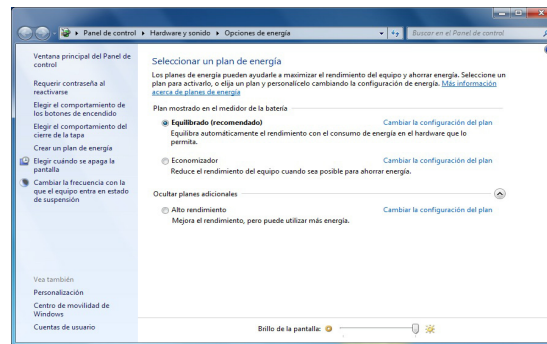 Panel de control ▸ Hardware y sonido ▸ Opciones de energía
Buscar en el Panel de control
Ventana principal del Panel de
control
Requerir contraseña al
reactivarse
Elegir el comportamiento de
los botones de encendido
Elegir el comportamiento del
cierre de la tapa
Crear un plan de energía
Elegir cuándo se apaga la
pantalla
Cambiar la frecuencia con la
que el equipo entra en estado
de suspensión
Vea también
Personalización
Centro de movilidad de
Windows
Cuentas de usuario
Seleccionar un plan de energía
Los planes de energía pueden ayudarle a maximizar el rendimiento del equipo y ahorrar energía. Seleccione un
plan para activarlo, o elija un plan y personalícelo cambiando la configuración de energía. Más información
acerca de planes de energía
Plan mostrado en el medidor de la batería
Equilibrado (recomendado) Cambiar la configuración del plan
Equilibra automáticamente el rendimiento con el consumo de energía en el hardware que lo
permita.
Economizador Cambiar la configuración del plan
Reduce el rendimiento del equipo cuando sea posible para ahorrar energía.
Ocultar planes adicionales
Alto rendimiento Cambiar la configuración del plan
Mejora el rendimiento, pero puede utilizar más energía.
Brillo de la pantalla: